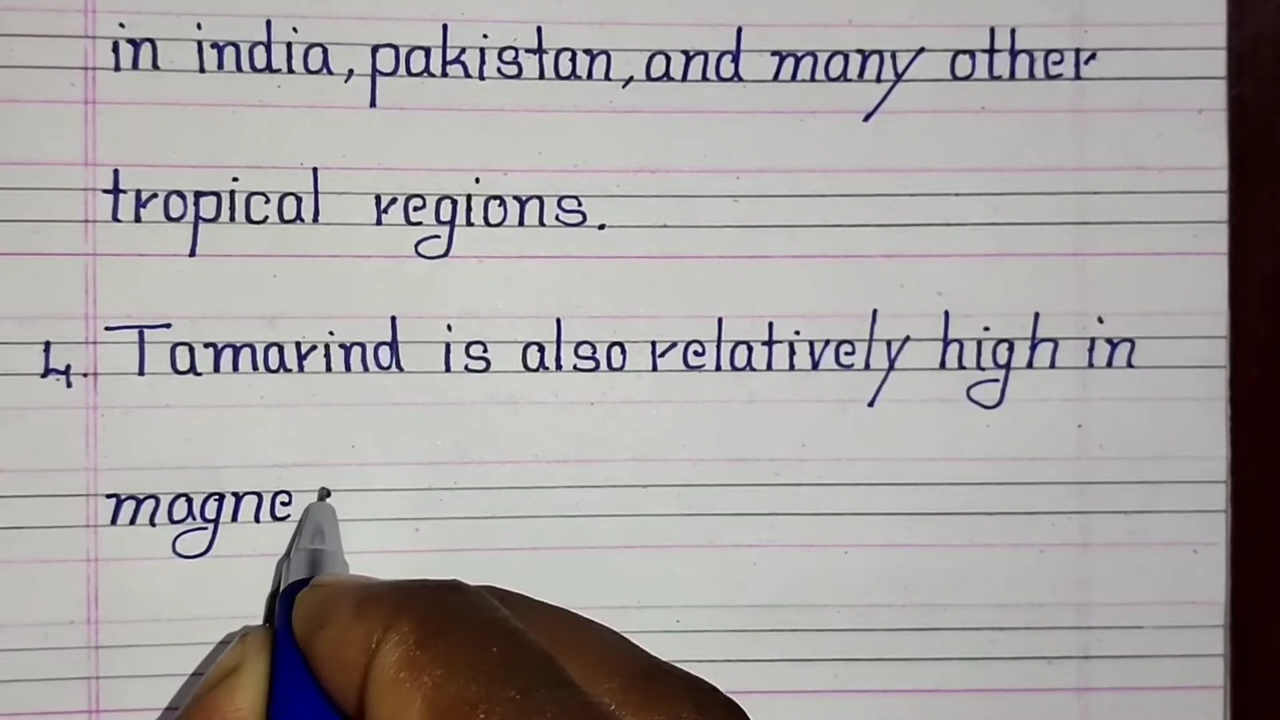 in india, pakistan, and many other
tropical regions.
4. Tamarind is also relatively high in
magne